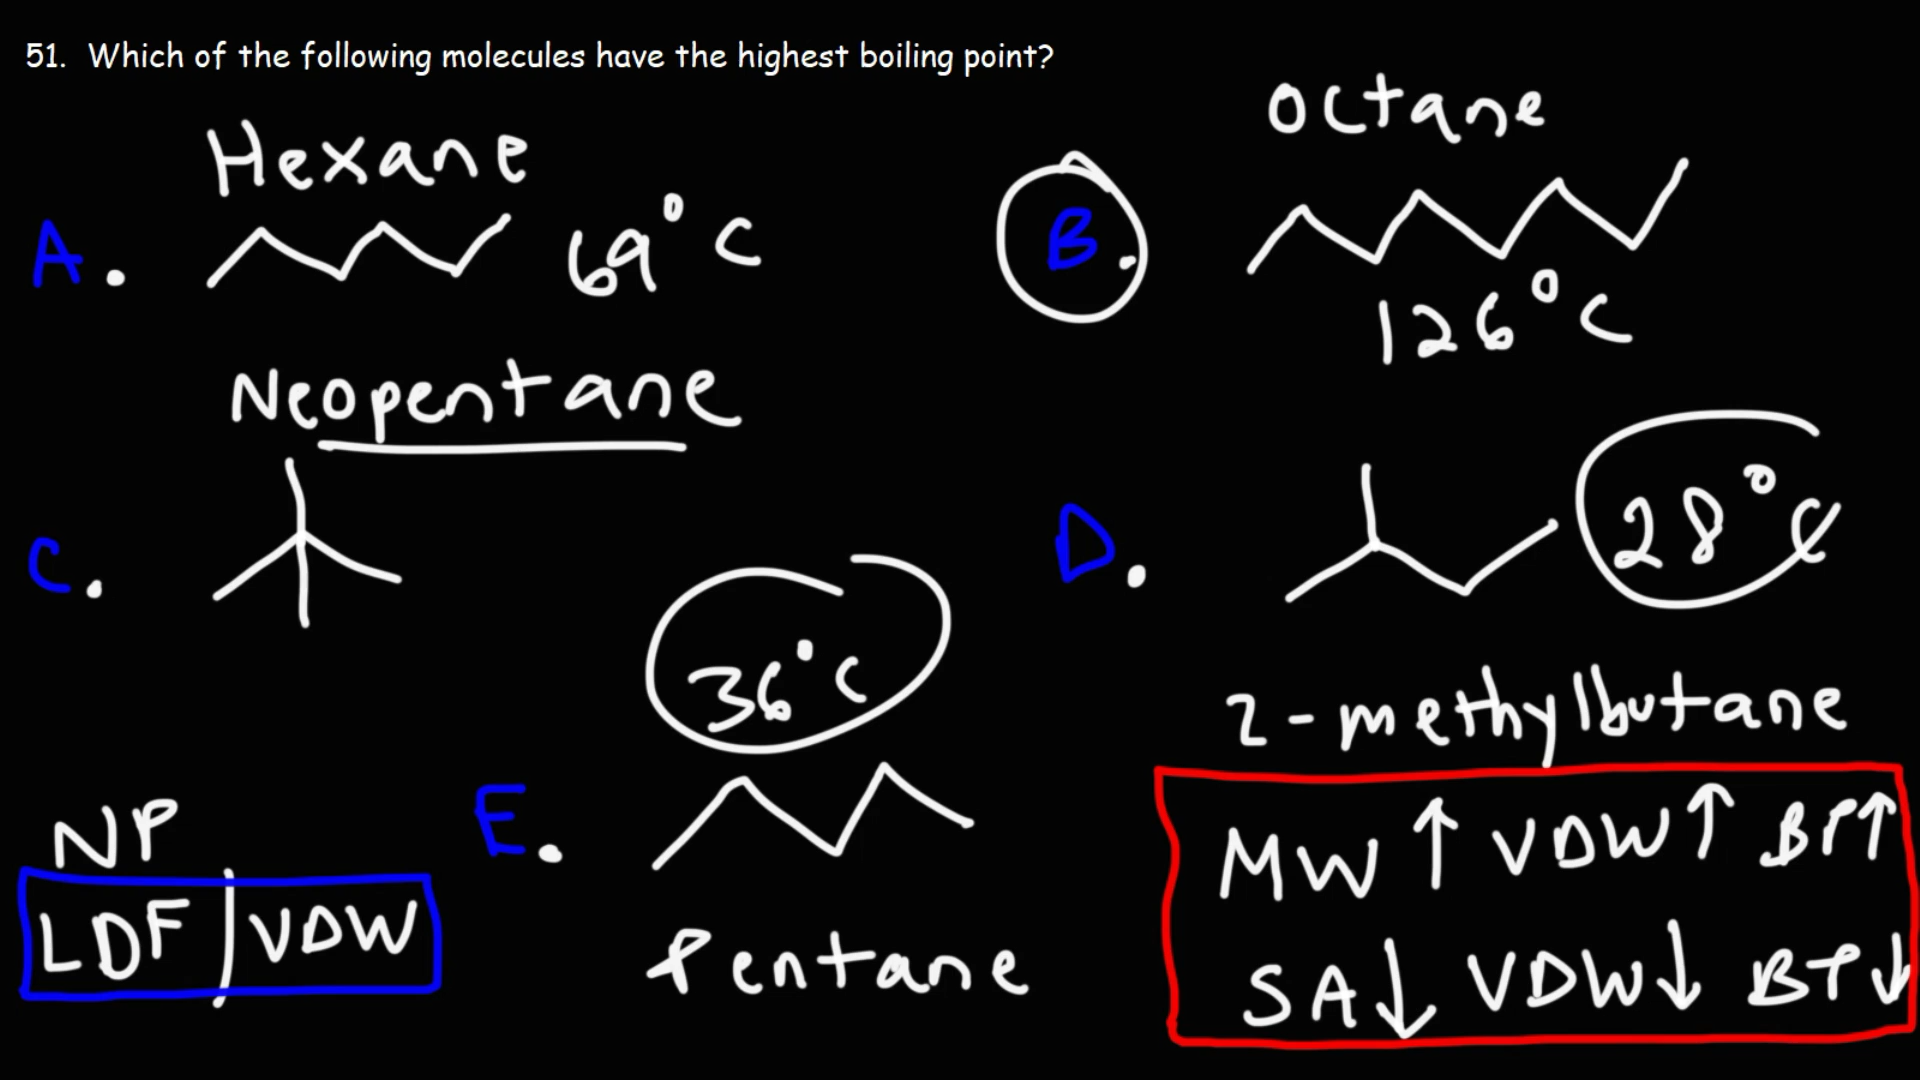 51. Which of the following molecules have the highest boiling point?
Hexane
A. 69°C
Octane
B.
126°C
Neopentane
C.
D. 28°C
2-methylbutane
36°C
E.
Pentane
NP
LDF/VDW
MW↑ VDW↑ BP↑
SA↓ VDW↓ BP↓